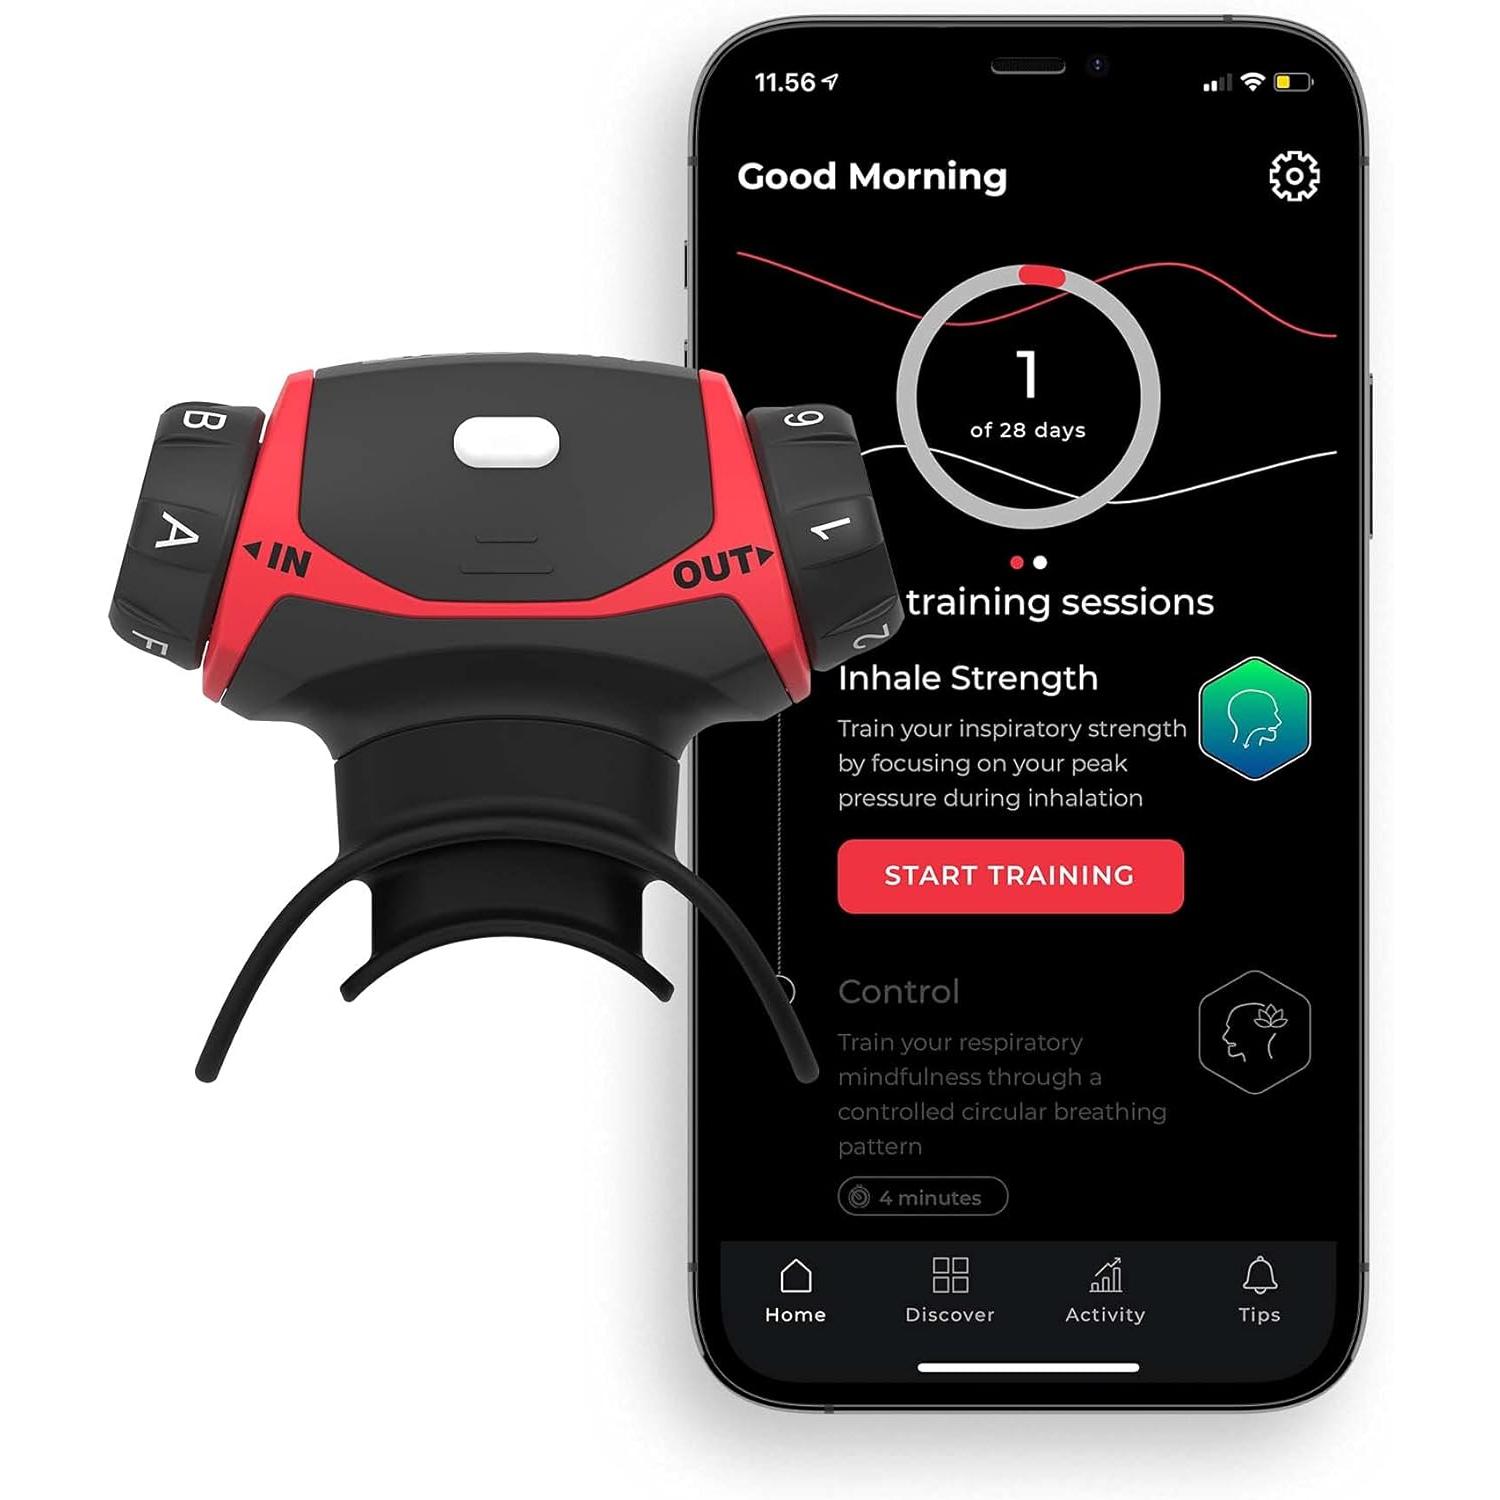 11.56
Good Morning
1
of 28 days
training sessions
Inhale Strength
Train your inspiratory strength
by focusing on your peak
pressure during inhalation
START TRAINING
Control
Train your respiratory
mindfulness through a
controlled circular breathing
pattern
4 minutes
Home Discover Activity Tips
B
A
F
IN
OUT
6
1
2